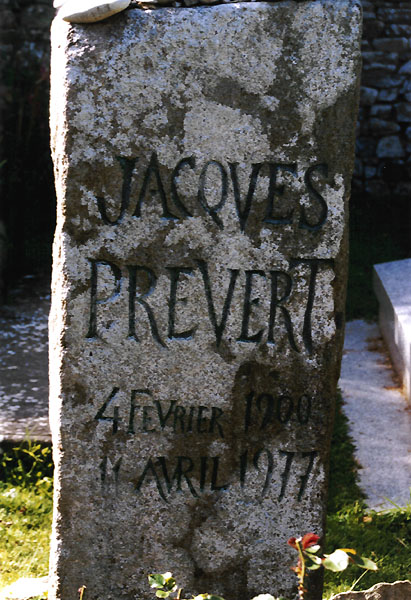 JACQVES
PREVERT
4 FEVRIER 1900
11 AVRIL 1977